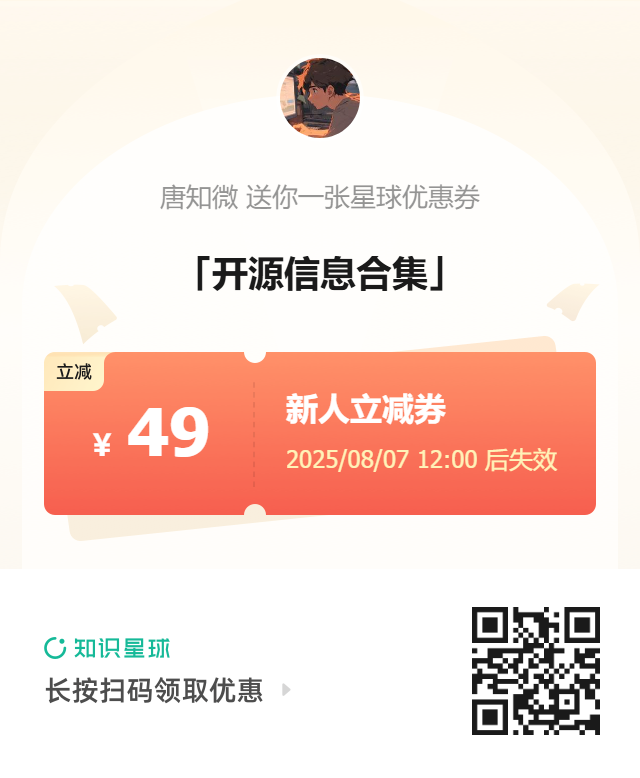 唐知微 送你一张星球优惠券
「开源信息合集」
立减
¥ 49
新人立减券
2025/08/07 12:00 后失效
知识星球
长按扫码领取优惠